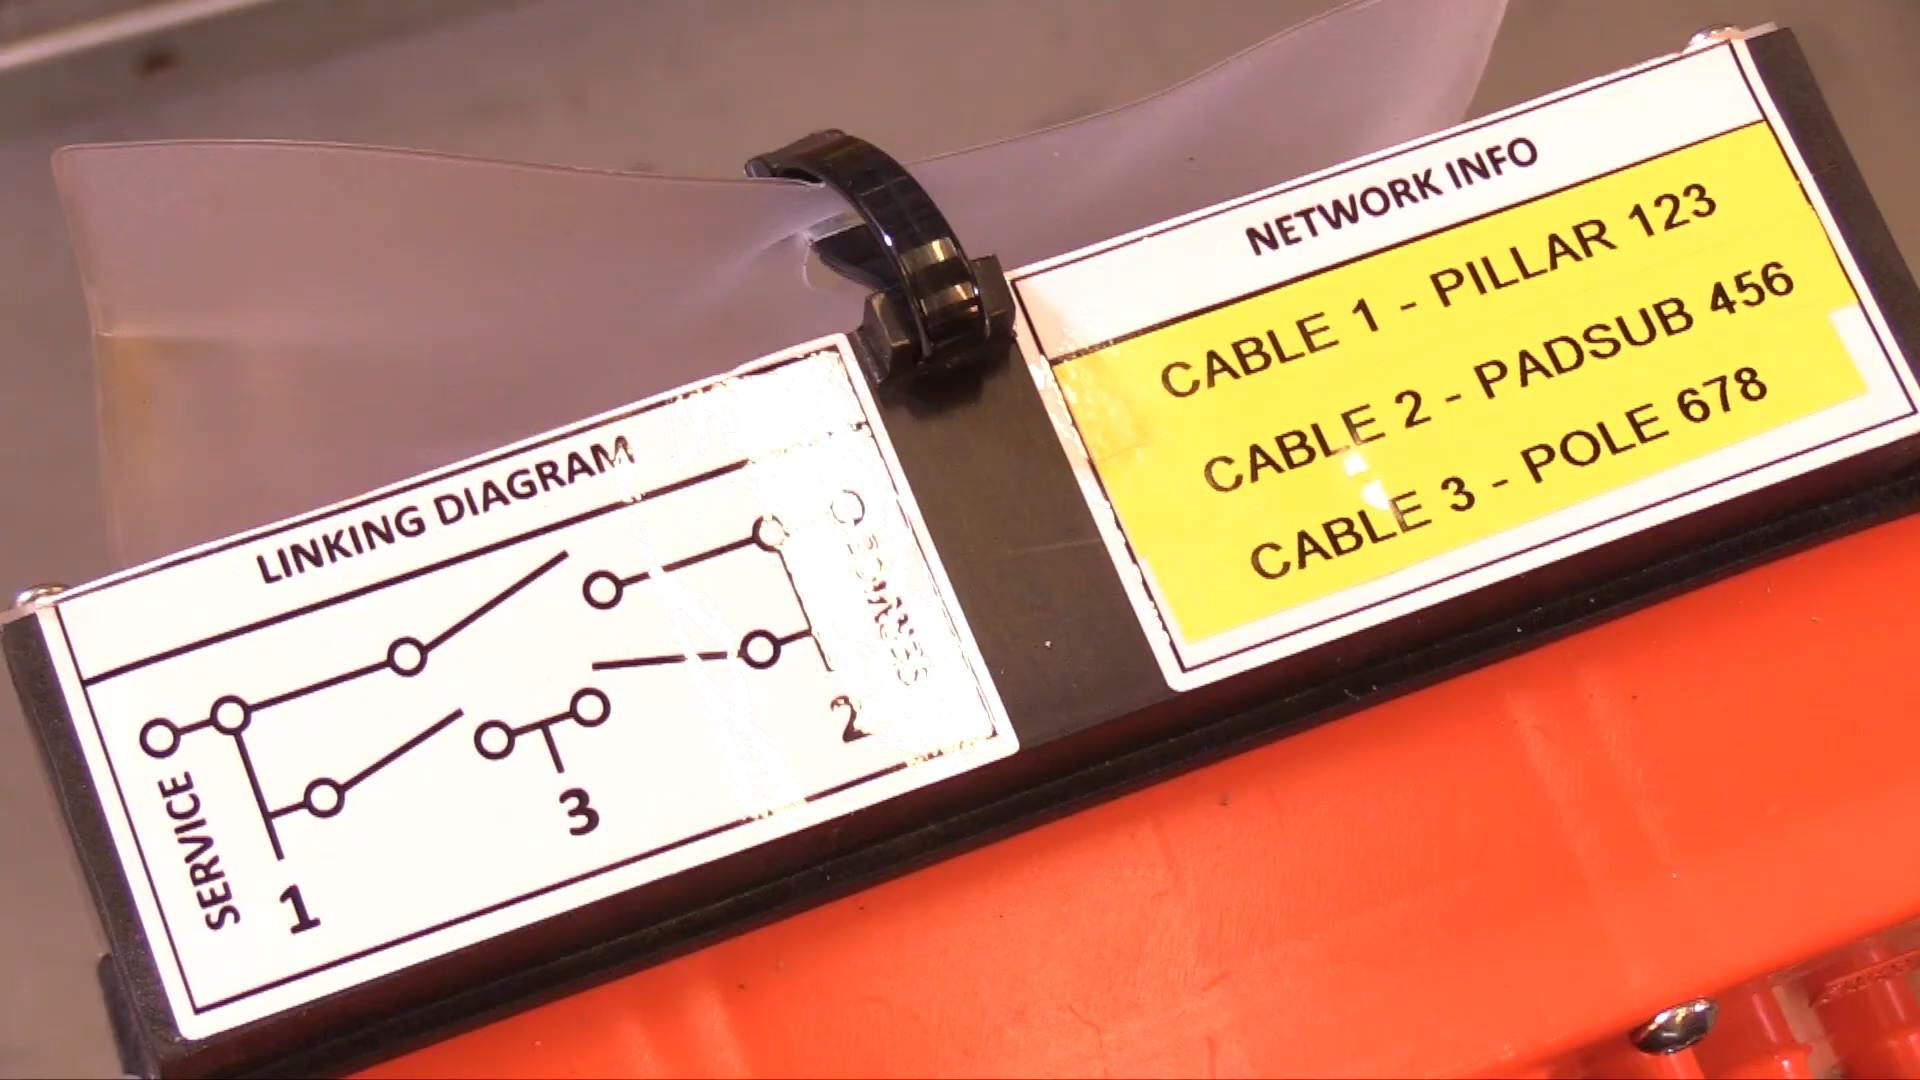 LINKING DIAGRAM
SERVICE
1
3
2
NETWORK INFO
CABLE 1 - PILLAR 123
CABLE 2 - PADSUB 456
CABLE 3 - POLE 678